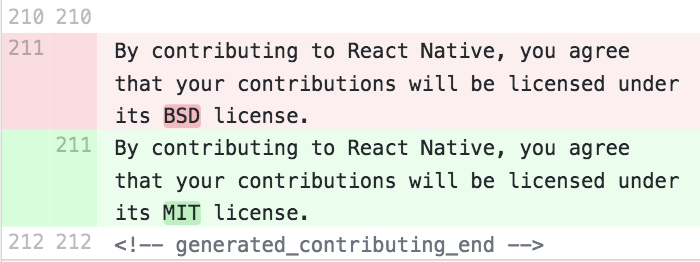 210 210
211 By contributing to React Native, you agree
that your contributions will be licensed under
its BSD license.
211 By contributing to React Native, you agree
that your contributions will be licensed under
its MIT license.
212 212 <!-- generated_contributing_end -->